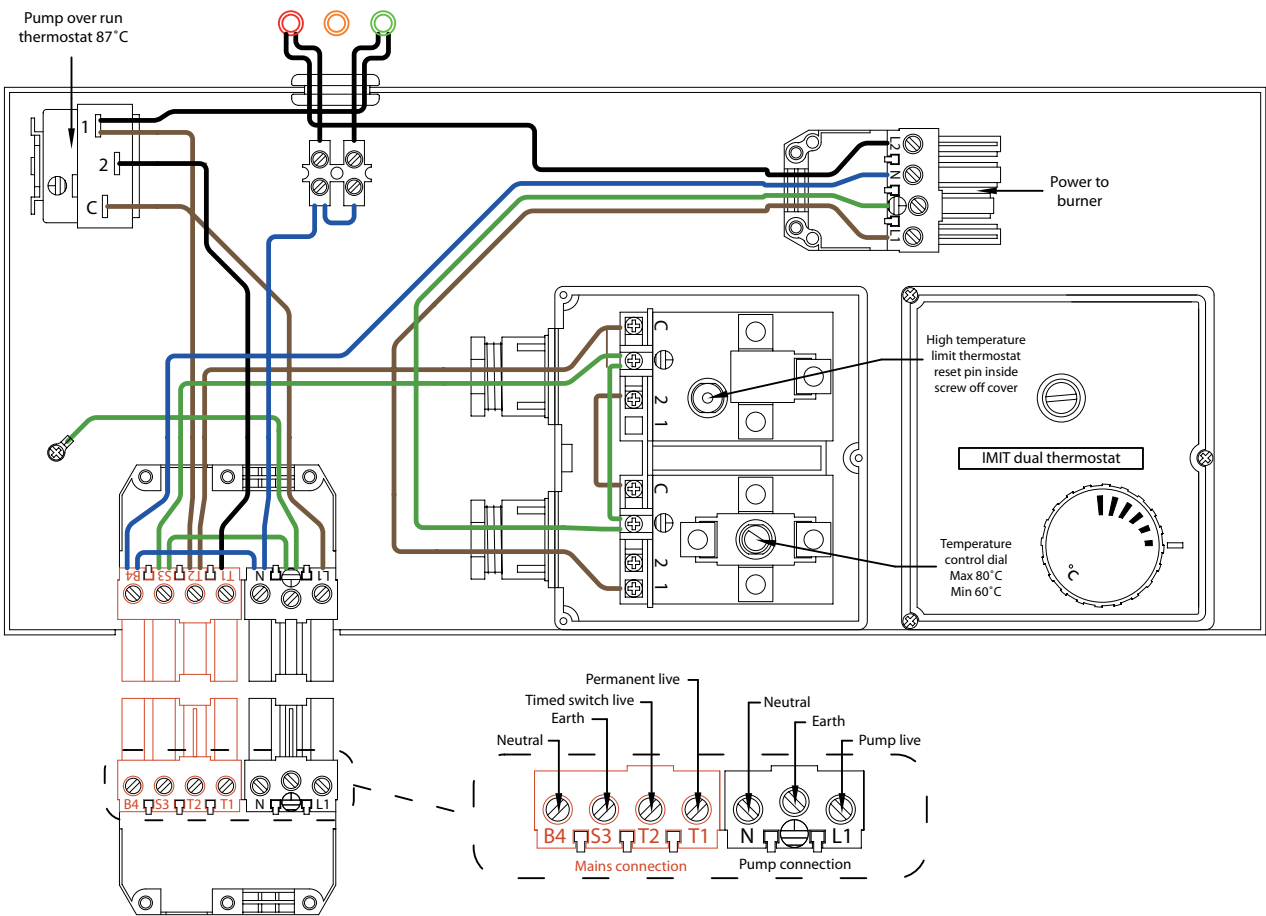 Pump over run
thermostat 87˚C
1
2
C
L2
N
L1
Power to
burner
C
2
1
C
2
1
High temperature
limit thermostat
reset pin inside
screw off cover
IMIT dual thermostat
Temperature
control dial
Max 80˚C
Min 60˚C
˚C
B4 S3 T2 T1 N L1
B4 S3 T2 T1 N L1
Permanent live
Timed switch live
Earth
Neutral
Neutral
Earth
Pump live
B4 S3 T2 T1 N L1
Mains connection
Pump connection